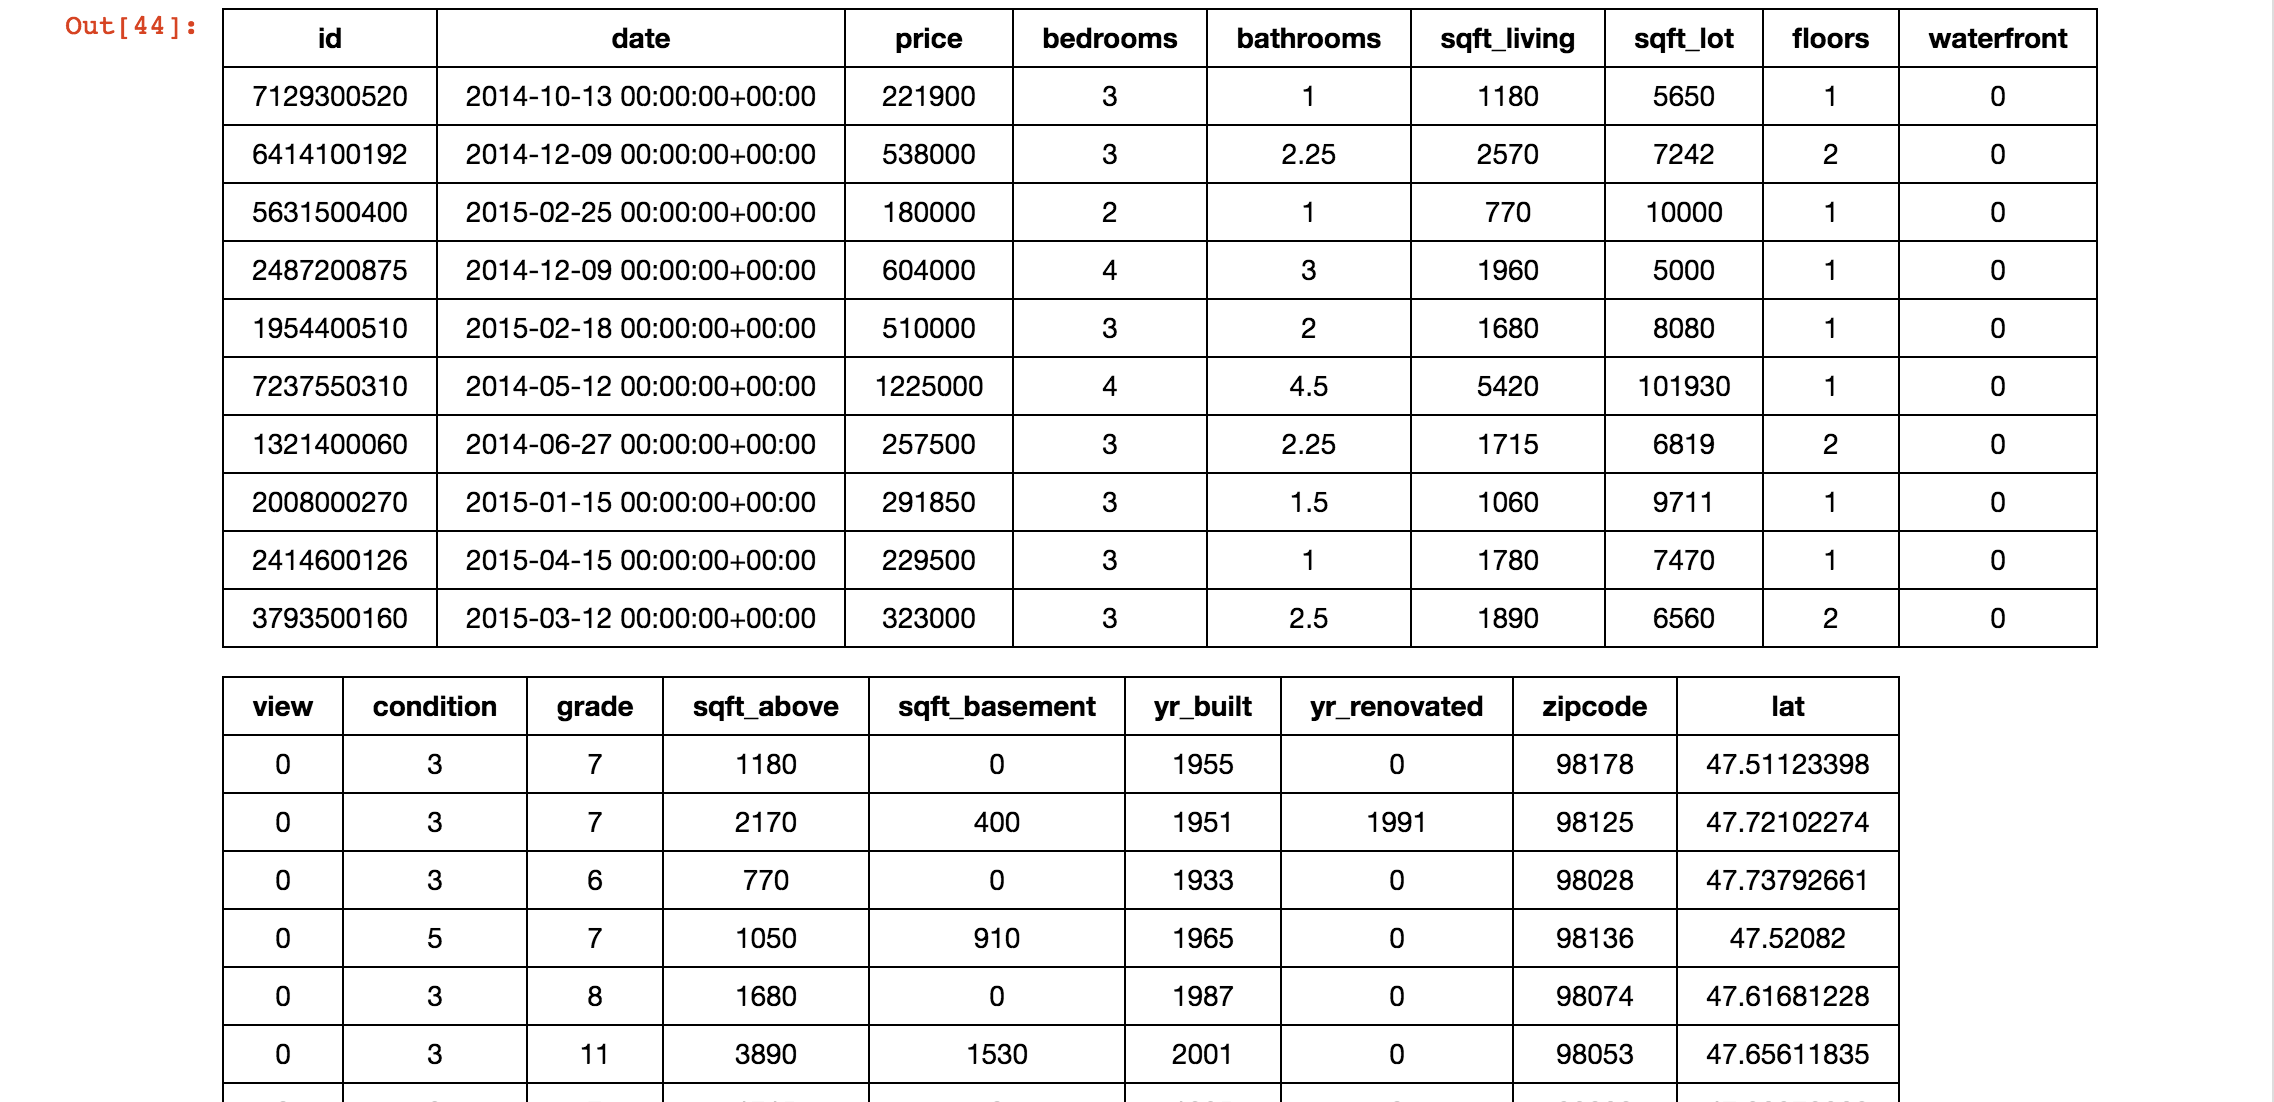 Out[44]:
id date price bedrooms bathrooms sqft_living sqft_lot floors waterfront
7129300520 2014-10-13 00:00:00+00:00 221900 3 1 1180 5650 1 0
6414100192 2014-12-09 00:00:00+00:00 538000 3 2.25 2570 7242 2 0
5631500400 2015-02-25 00:00:00+00:00 180000 2 1 770 10000 1 0
2487200875 2014-12-09 00:00:00+00:00 604000 4 3 1960 5000 1 0
1954400510 2015-02-18 00:00:00+00:00 510000 3 2 1680 8080 1 0
7237550310 2014-05-12 00:00:00+00:00 1225000 4 4.5 5420 101930 1 0
1321400060 2014-06-27 00:00:00+00:00 257500 3 2.25 1715 6819 2 0
2008000270 2015-01-15 00:00:00+00:00 291850 3 1.5 1060 9711 1 0
2414600126 2015-04-15 00:00:00+00:00 229500 3 1 1780 7470 1 0
3793500160 2015-03-12 00:00:00+00:00 323000 3 2.5 1890 6560 2 0
view condition grade sqft_above sqft_basement yr_built yr_renovated zipcode lat
0 3 7 1180 0 1955 0 98178 47.51123398
0 3 7 2170 400 1951 1991 98125 47.72102274
0 3 6 770 0 1933 0 98028 47.73792661
0 5 7 1050 910 1965 0 98136 47.52082
0 3 8 1680 0 1987 0 98074 47.61681228
0 3 11 3890 1530 2001 0 98053 47.65611835